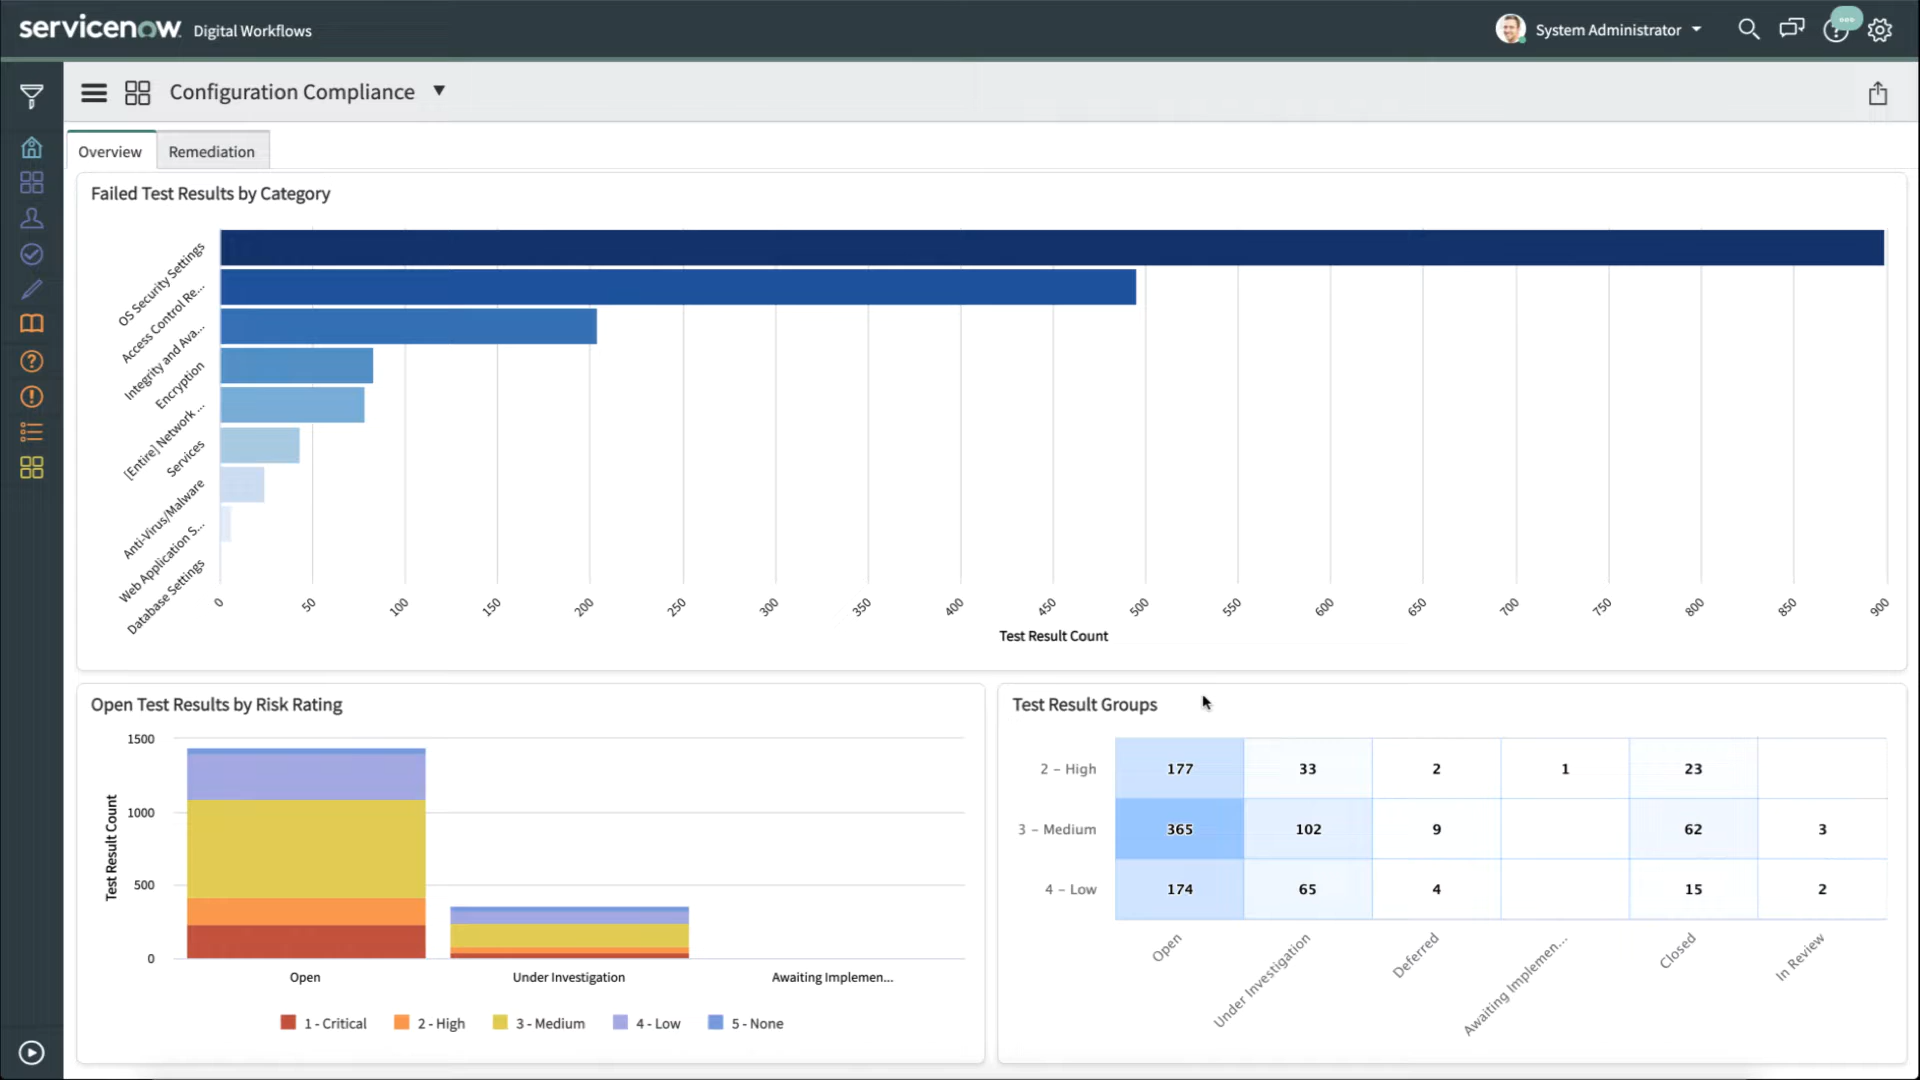 servicenow Digital Workflows
System Administrator
Configuration Compliance
Overview
Remediation
Failed Test Results by Category
OS Security Settings
Access Control Re...
Integrity and Ava...
Encryption
[Entire] Network ...
Services
Anti-Virus/Malware
Web Application S...
Database Settings
0 50 100 150 200 250 300 350 400 450 500 550 600 650 700 750 800 850 900
Test Result Count
Open Test Results by Risk Rating
Test Result Count
1500
1000
500
0
Open Under Investigation Awaiting Implemen...
1 - Critical 2 - High 3 - Medium 4 - Low 5 - None
Test Result Groups
2 – High 177 33 2 1 23
3 – Medium 365 102 9 62 3
4 – Low 174 65 4 15 2
Open Under Investigation Deferred Awaiting Implemen... Closed In Review